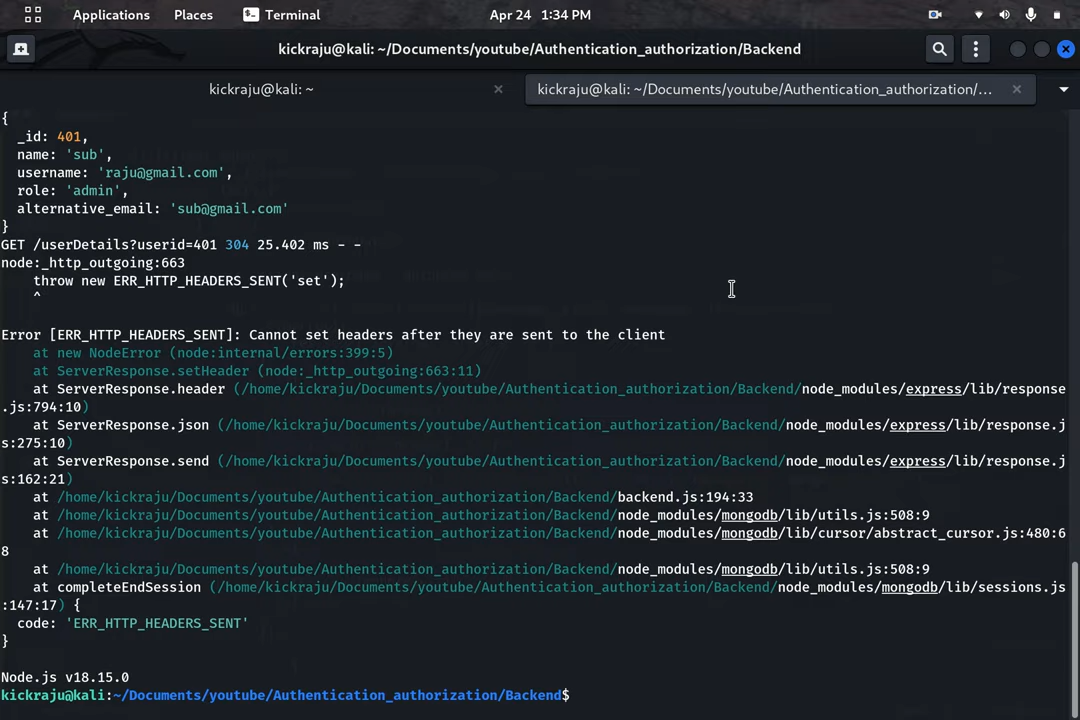 Applications Places Terminal Apr 24 1:34 PM
kickraju@kali: ~/Documents/youtube/Authentication_authorization/Backend
kickraju@kali: ~ kickraju@kali: ~/Documents/youtube/Authentication_authorization/...
{
  _id: 401,
  name: 'sub',
  username: 'raju@gmail.com',
  role: 'admin',
  alternative_email: 'sub@gmail.com'
}
GET /userDetails?userid=401 304 25.402 ms - -
node:_http_outgoing:663
    throw new ERR_HTTP_HEADERS_SENT('set');
    ^
Error [ERR_HTTP_HEADERS_SENT]: Cannot set headers after they are sent to the client
    at new NodeError (node:internal/errors:399:5)
    at ServerResponse.setHeader (node:_http_outgoing:663:11)
    at ServerResponse.header (/home/kickraju/Documents/youtube/Authentication_authorization/Backend/node_modules/express/lib/response
.js:794:10)
    at ServerResponse.json (/home/kickraju/Documents/youtube/Authentication_authorization/Backend/node_modules/express/lib/response.j
s:275:10)
    at ServerResponse.send (/home/kickraju/Documents/youtube/Authentication_authorization/Backend/node_modules/express/lib/response.j
s:162:21)
    at /home/kickraju/Documents/youtube/Authentication_authorization/Backend/backend.js:194:33
    at /home/kickraju/Documents/youtube/Authentication_authorization/Backend/node_modules/mongodb/lib/utils.js:508:9
    at /home/kickraju/Documents/youtube/Authentication_authorization/Backend/node_modules/mongodb/lib/cursor/abstract_cursor.js:480:6
8
    at /home/kickraju/Documents/youtube/Authentication_authorization/Backend/node_modules/mongodb/lib/utils.js:508:9
    at completeEndSession (/home/kickraju/Documents/youtube/Authentication_authorization/Backend/node_modules/mongodb/lib/sessions.js
:147:17) {
  code: 'ERR_HTTP_HEADERS_SENT'
}
Node.js v18.15.0
kickraju@kali:~/Documents/youtube/Authentication_authorization/Backend$